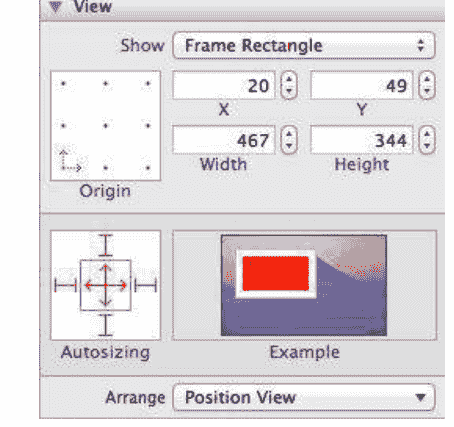 View
Show Frame Rectangle
20 49
X Y
467 344
Width Height
Origin
Autosizing Example
Arrange Position View